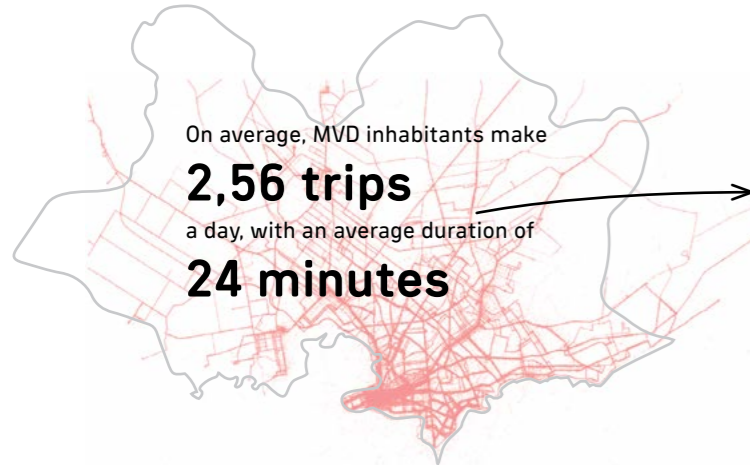 On average, MVD inhabitants make
2,56 trips
a day, with an average duration of
24 minutes